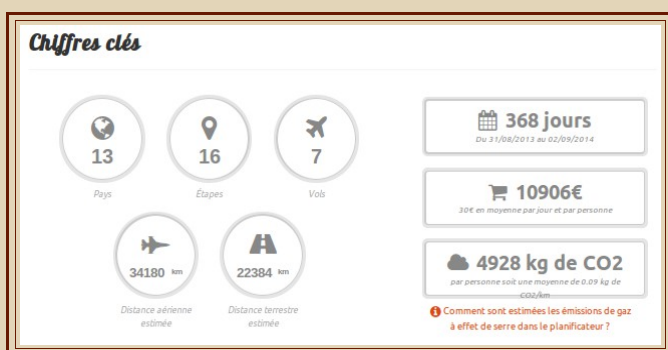 Chiffres clés
13
Pays
16
Étapes
7
Vols
34180 km
Distance aérienne
estimée
22384 km
Distance terrestre
estimée
368 jours
Du 31/08/2013 au 02/09/2014
10906€
30€ en moyenne par jour et par personne
4928 kg de CO2
par personne soit une moyenne de 0.09 kg de
CO2/km
Comment sont estimées les émissions de gaz
à effet de serre dans le planificateur ?